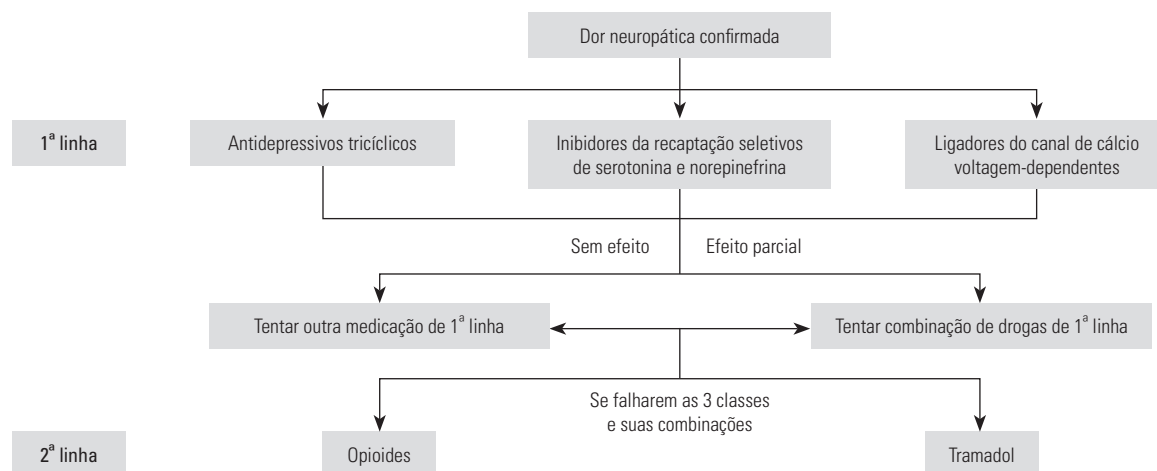 Dor neuropática confirmada
1ª linha
Antidepressivos tricíclicos
Inibidores da recaptação seletivos
de serotonina e norepinefrina
Ligadores do canal de cálcio
voltagem-dependentes
Sem efeito
Efeito parcial
Tentar outra medicação de 1ª linha
Tentar combinação de drogas de 1ª linha
Se falharem as 3 classes
e suas combinações
2ª linha
Opioides
Tramadol